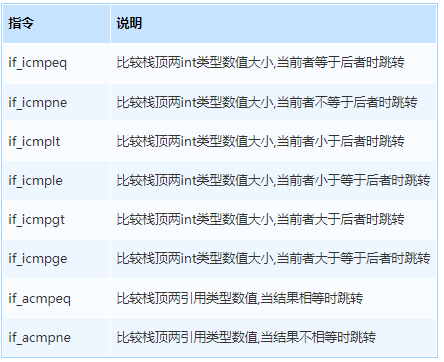 指令 说明
if_icmpeq 比较栈顶两int类型数值大小,当前者等于后者时跳转
if_icmpne 比较栈顶两int类型数值大小,当前者不等于后者时跳转
if_icmplt 比较栈顶两int类型数值大小,当前者小于后者时跳转
if_icmple 比较栈顶两int类型数值大小,当前者小于等于后者时跳转
if_icmpgt 比较栈顶两int类型数值大小,当前者大于后者时跳转
if_icmpge 比较栈顶两int类型数值大小,当前者大于等于后者时跳转
if_acmpeq 比较栈顶两引用类型数值,当结果相等时跳转
if_acmpne 比较栈顶两引用类型数值,当结果不相等时跳转